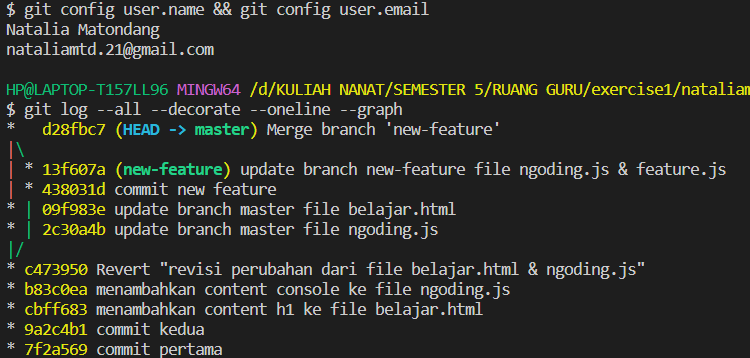 $ git config user.name && git config user.email
Natalia Matondang
nataliamtd.21@gmail.com
HP@LAPTOP-T157LL96 MINGW64 /d/KULIAH NANAT/SEMESTER 5/RUANG GURU/exercise1/nataliam
$ git log --all --decorate --oneline --graph
*   d28fbc7 (HEAD -> master) Merge branch 'new-feature'
|\
| * 13f607a (new-feature) update branch new-feature file ngoding.js & feature.js
| * 438031d commit new feature
* | 09f983e update branch master file belajar.html
* | 2c30a4b update branch master file ngoding.js
|/
* c473950 Revert "revisi perubahan dari file belajar.html & ngoding.js"
* b83c0ea menambahkan content console ke file ngoding.js
* cbff683 menambahkan content h1 ke file belajar.html
* 9a2c4b1 commit kedua
* 7f2a569 commit pertama